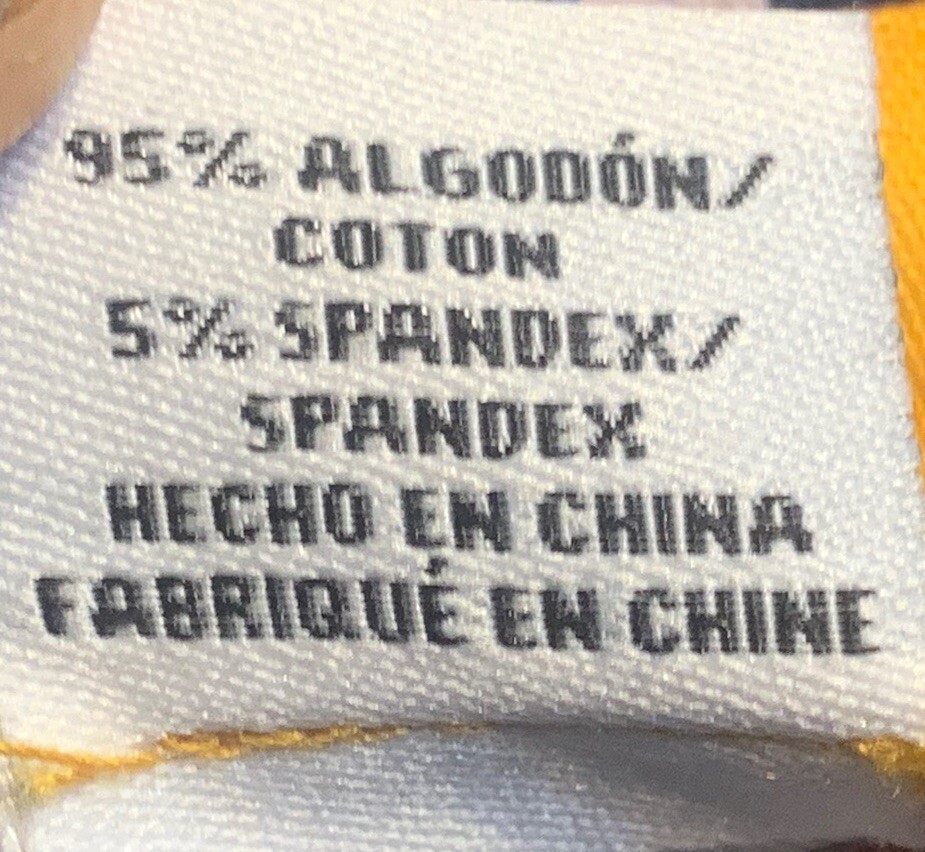 95% ALGODÓN/
COTON
5% SPANDEX/
SPANDEX
HECHO EN CHINA
FABRIQUÉ EN CHINE